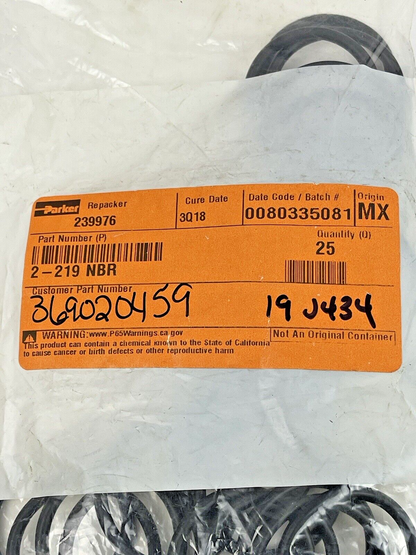 Parker
Repacker
239976
Cure Date
3Q18
Date Code / Batch #
0080335081
Origin
MX
Part Number (P)
2-219 NBR
Quantity (Q)
25
Customer Part Number
369020459
19 J434
WARNING: www.P65Warnings.ca.gov
This product can contain a chemical known to the State of California
to cause cancer or birth defects or other reproductive harm
Not An Original Container